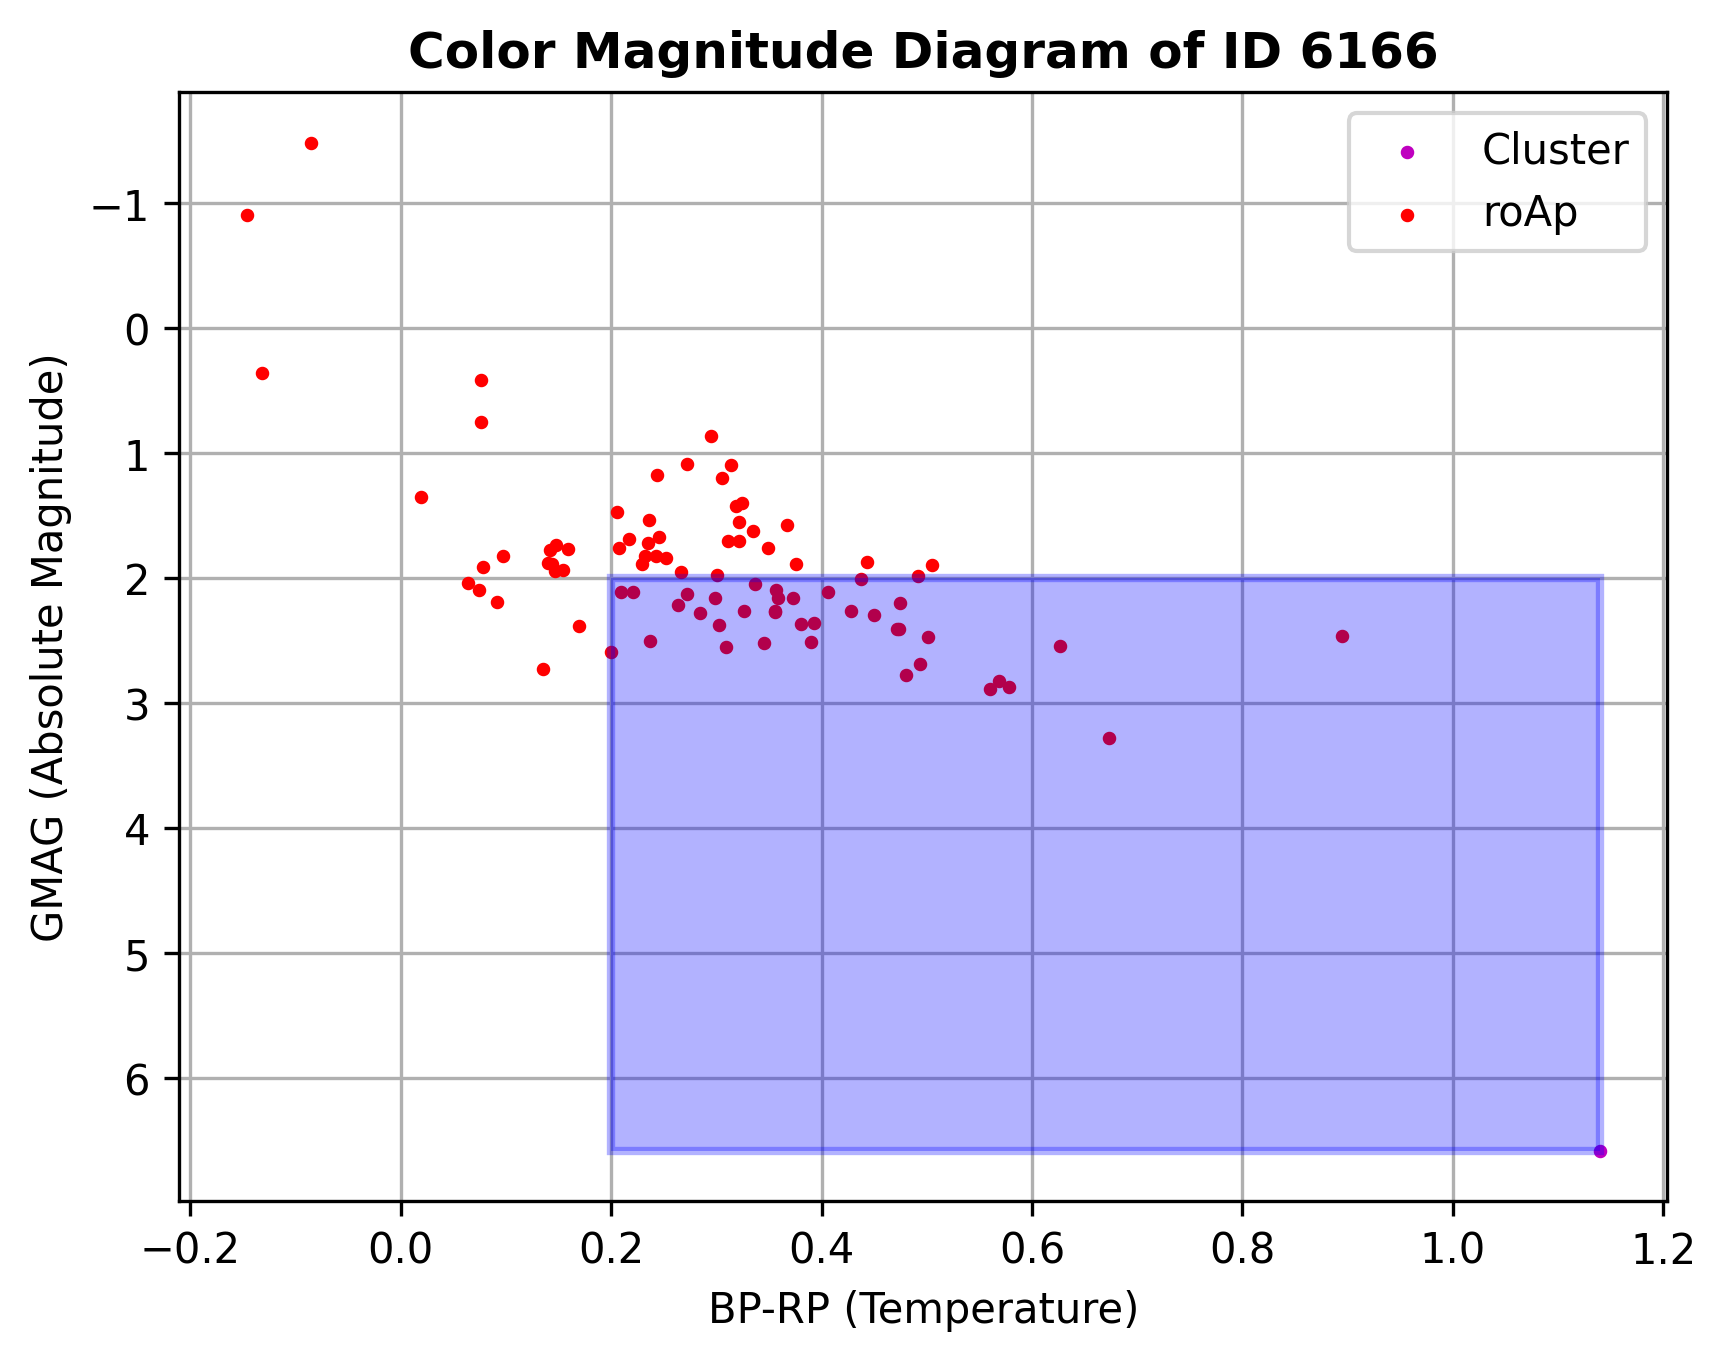 Color Magnitude Diagram of ID 6166
Cluster
roAp
GMAG (Absolute Magnitude)
−1
0
1
2
3
4
5
6
−0.2 0.0 0.2 0.4 0.6 0.8 1.0 1.2
BP-RP (Temperature)